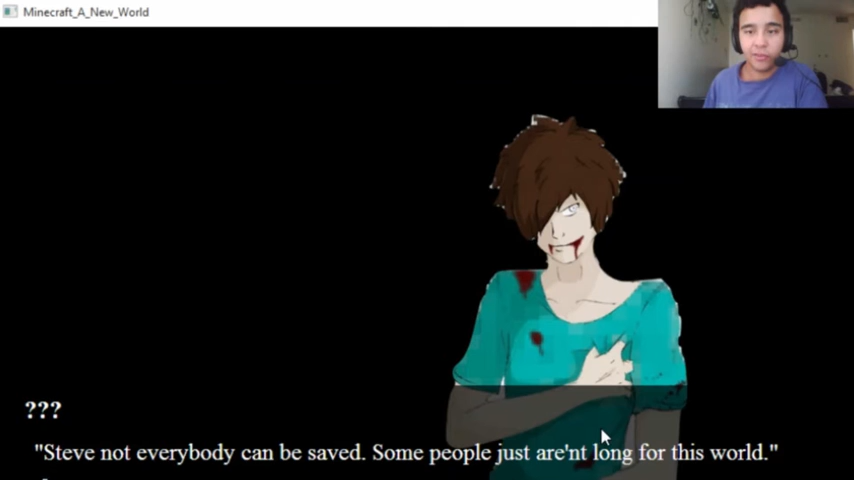 Minecraft_A_New_World
???
"Steve not everybody can be saved. Some people just are'nt long for this world."